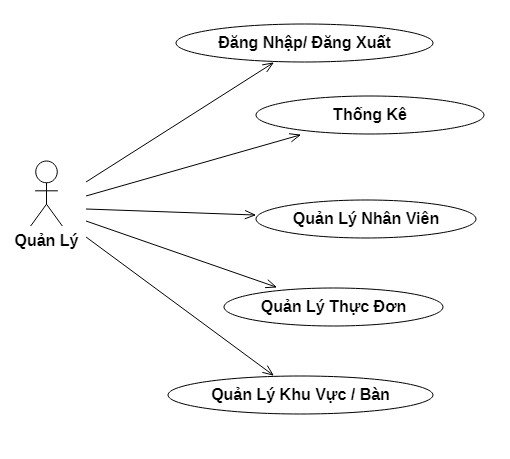 Đăng Nhập/ Đăng Xuất
Thống Kê
Quản Lý
Quản Lý Nhân Viên
Quản Lý Thực Đơn
Quản Lý Khu Vực / Bàn